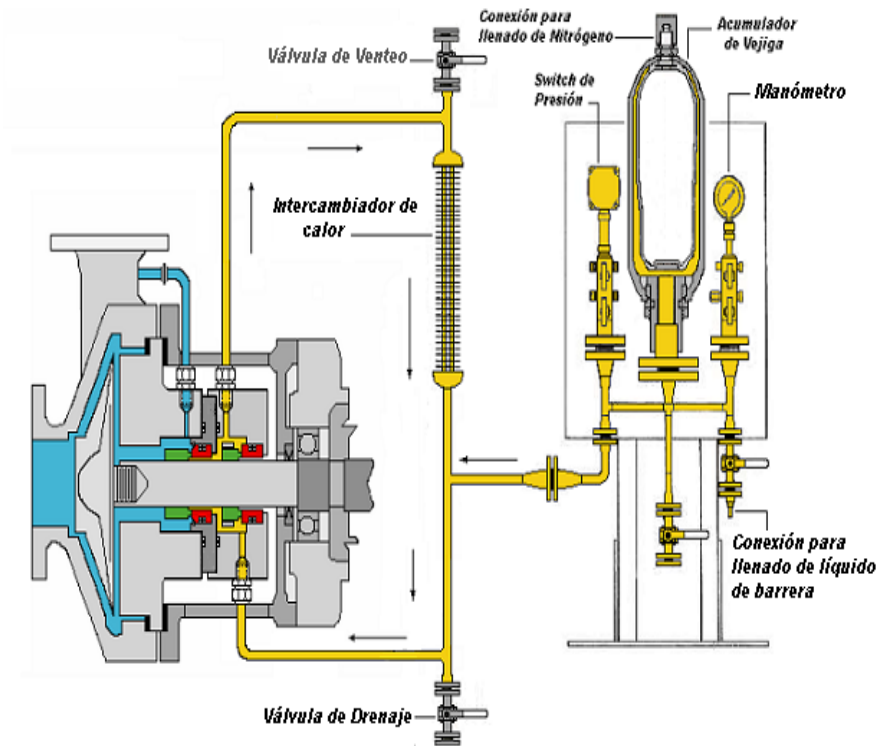 Conexión para
llenado de Nitrógeno
Acumulador
de Vejiga
Válvula de Venteo
Switch de
Presión
Manómetro
Intercambiador de
calor
Conexión para
llenado de líquido
de barrera
Válvula de Drenaje